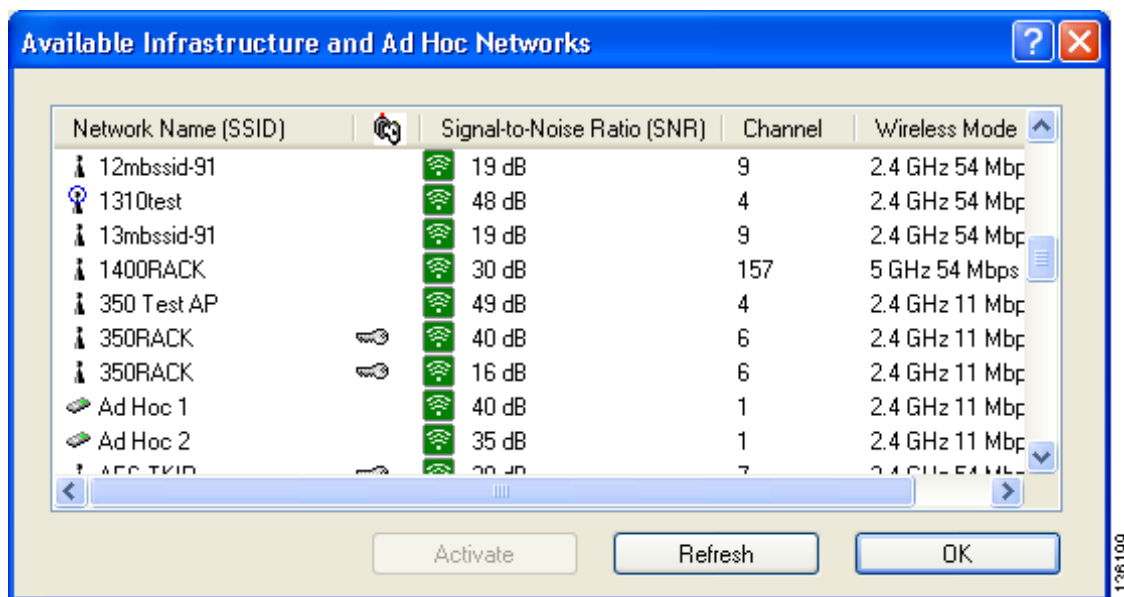 Available Infrastructure and Ad Hoc Networks
Network Name (SSID) Signal-to-Noise Ratio (SNR) Channel Wireless Mode
12mbssid-91 19 dB 9 2.4 GHz 54 Mbp
1310test 48 dB 4 2.4 GHz 54 Mbp
13mbssid-91 19 dB 9 2.4 GHz 54 Mbp
1400RACK 30 dB 157 5 GHz 54 Mbps
350 Test AP 49 dB 4 2.4 GHz 11 Mbp
350RACK 40 dB 6 2.4 GHz 11 Mbp
350RACK 16 dB 6 2.4 GHz 11 Mbp
Ad Hoc 1 40 dB 1 2.4 GHz 11 Mbp
Ad Hoc 2 35 dB 1 2.4 GHz 11 Mbp
Activate Refresh OK